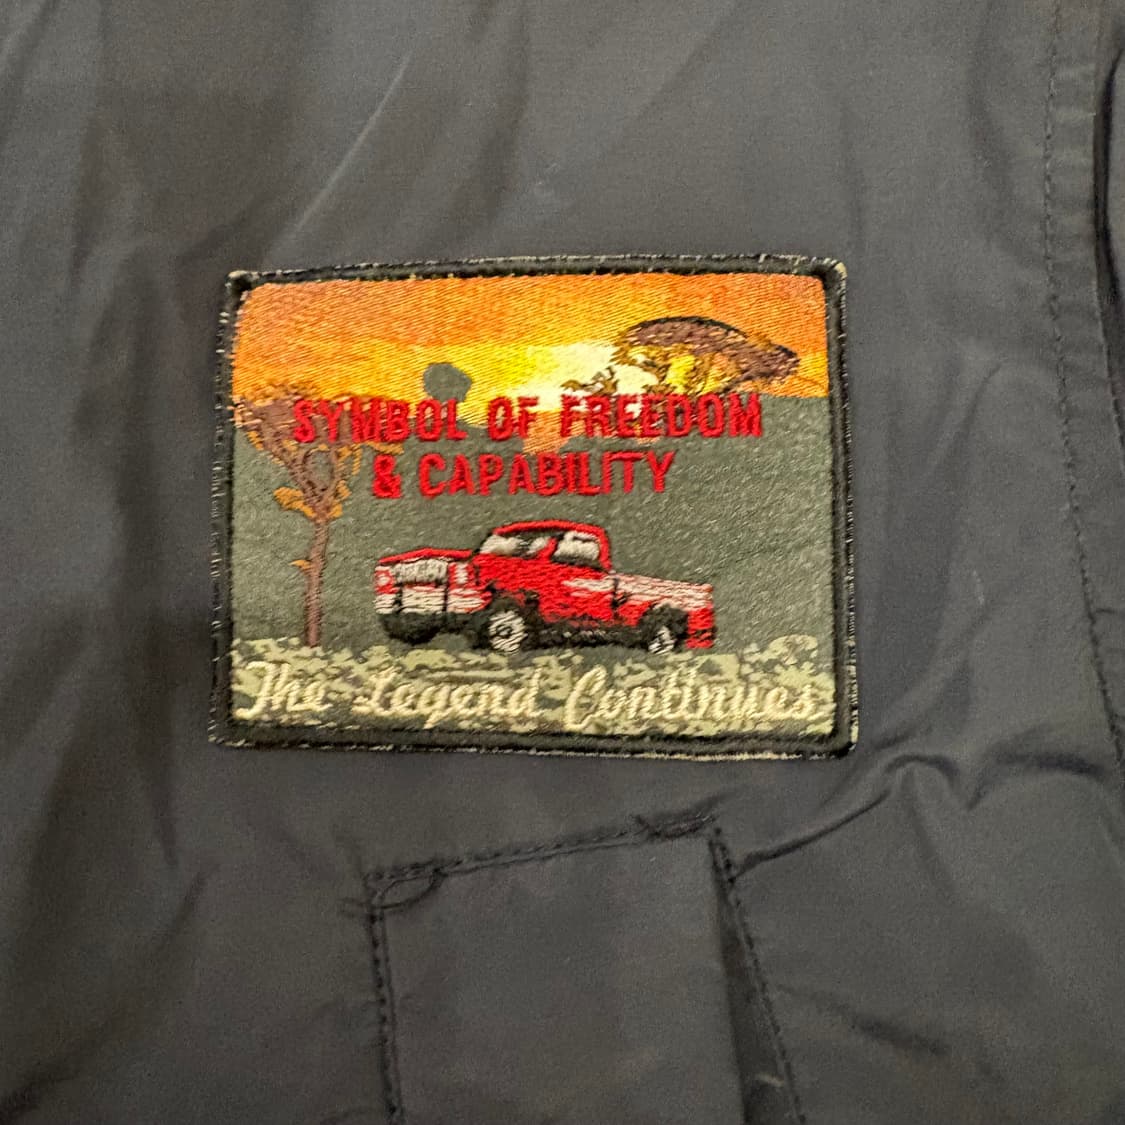 SYMBOL OF FREEDOM
& CAPABILITY
The Legend Continues